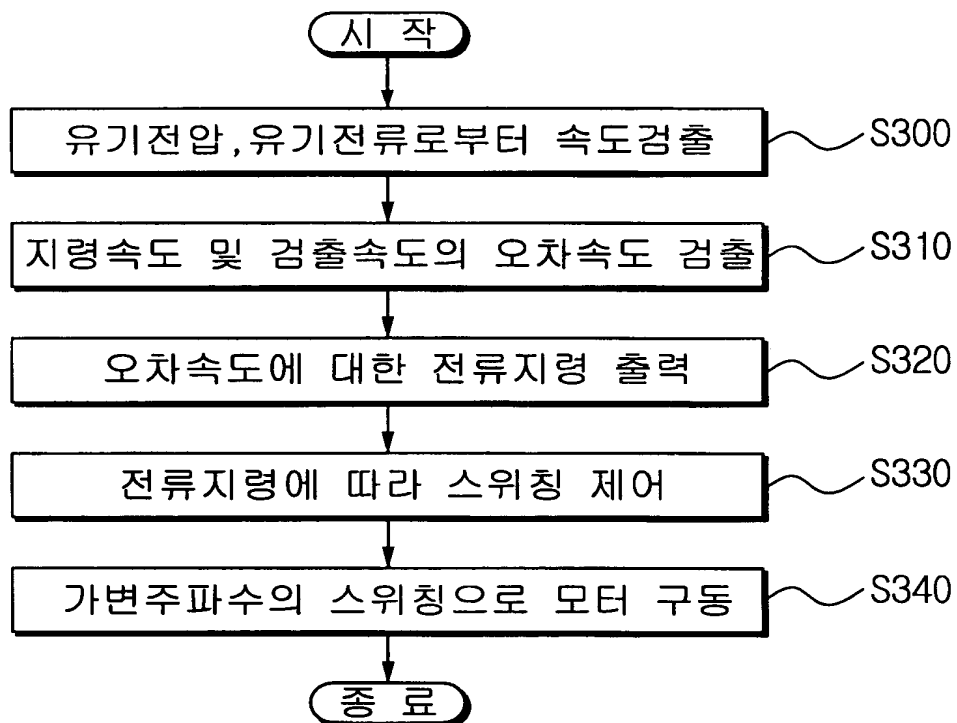 시 작
유기전압,유기전류로부터 속도검출
S300
지령속도 및 검출속도의 오차속도 검출
S310
오차속도에 대한 전류지령 출력
S320
전류지령에 따라 스위칭 제어
S330
가변주파수의 스위칭으로 모터 구동
S340
종 료